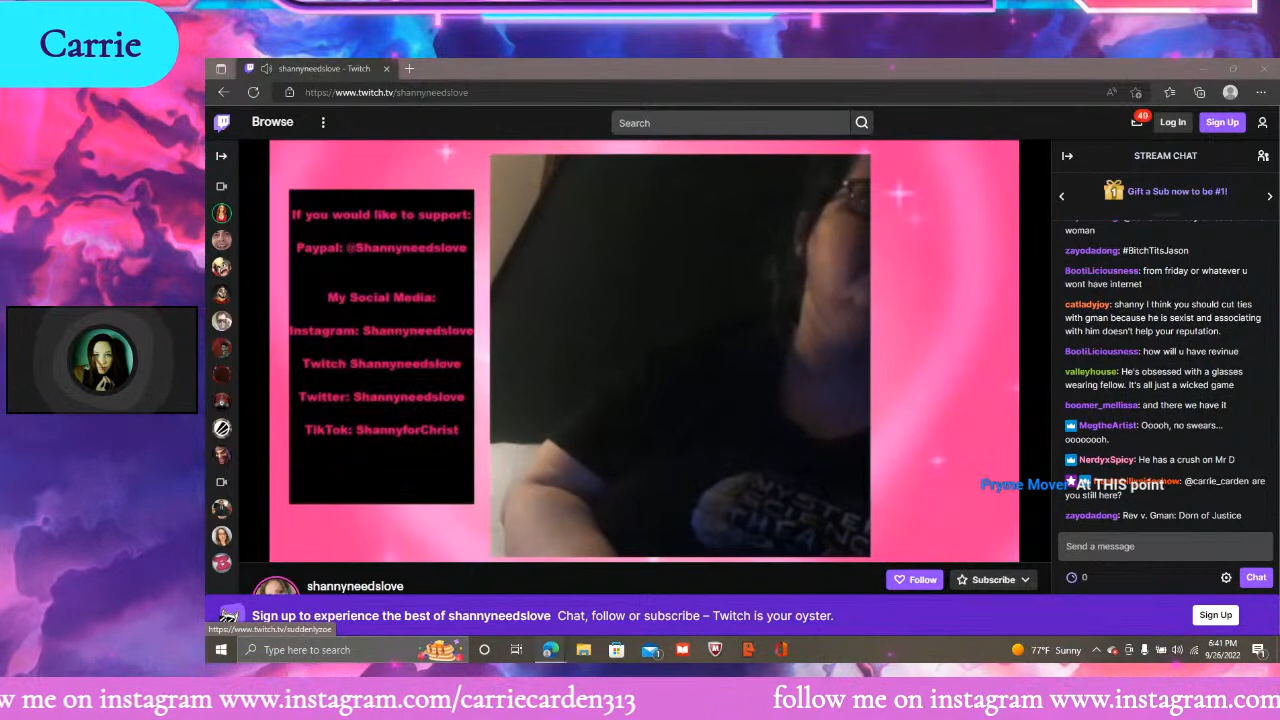 Carrie
shannyneedslove - Twitch
https://www.twitch.tv/shannyneedslove
Browse
Search
49
Log In
Sign Up
If you would like to support:
Paypal: @Shannyneedslove
My Social Media:
Instagram: Shannyneedslove
Twitch Shannyneedslove
Twitter: Shannyneedslove
TikTok: ShannyforChrist
STREAM CHAT
1
Gift a Sub now to be #1!
woman
zayodadong: #BitchTitsJason
BootiLiciousness: from friday or whatever u
wont have internet
catladyjoy: shanny I think you should cut ties
with gman because he is sexist and associating
with him doesn't help your reputation.
BootiLiciousness: how will u have revinue
valleyhouse: He's obsessed with a glasses
wearing fellow. It's all just a wicked game
boomer_mellissa: and there we have it
MegtheArtist: Ooooh, no swears...
oooooooh.
NerdyxSpicy: He has a crush on Mr D
@carrie_carden are
you still here?
Pryme Mover At THIS point
zayodadong: Rev v. Gman: Dorn of Justice
Send a message
0
Chat
shannyneedslove
Follow
Subscribe
Sign up to experience the best of shannyneedslove Chat, follow or subscribe – Twitch is your oyster.
Sign Up
https://www.twitch.tv/suddenlyzoe
Type here to search
77°F Sunny
6:41 PM
9/26/2022
w me on instagram www.instagram.com/carriecarden313
follow me on instagram www.instagram.com